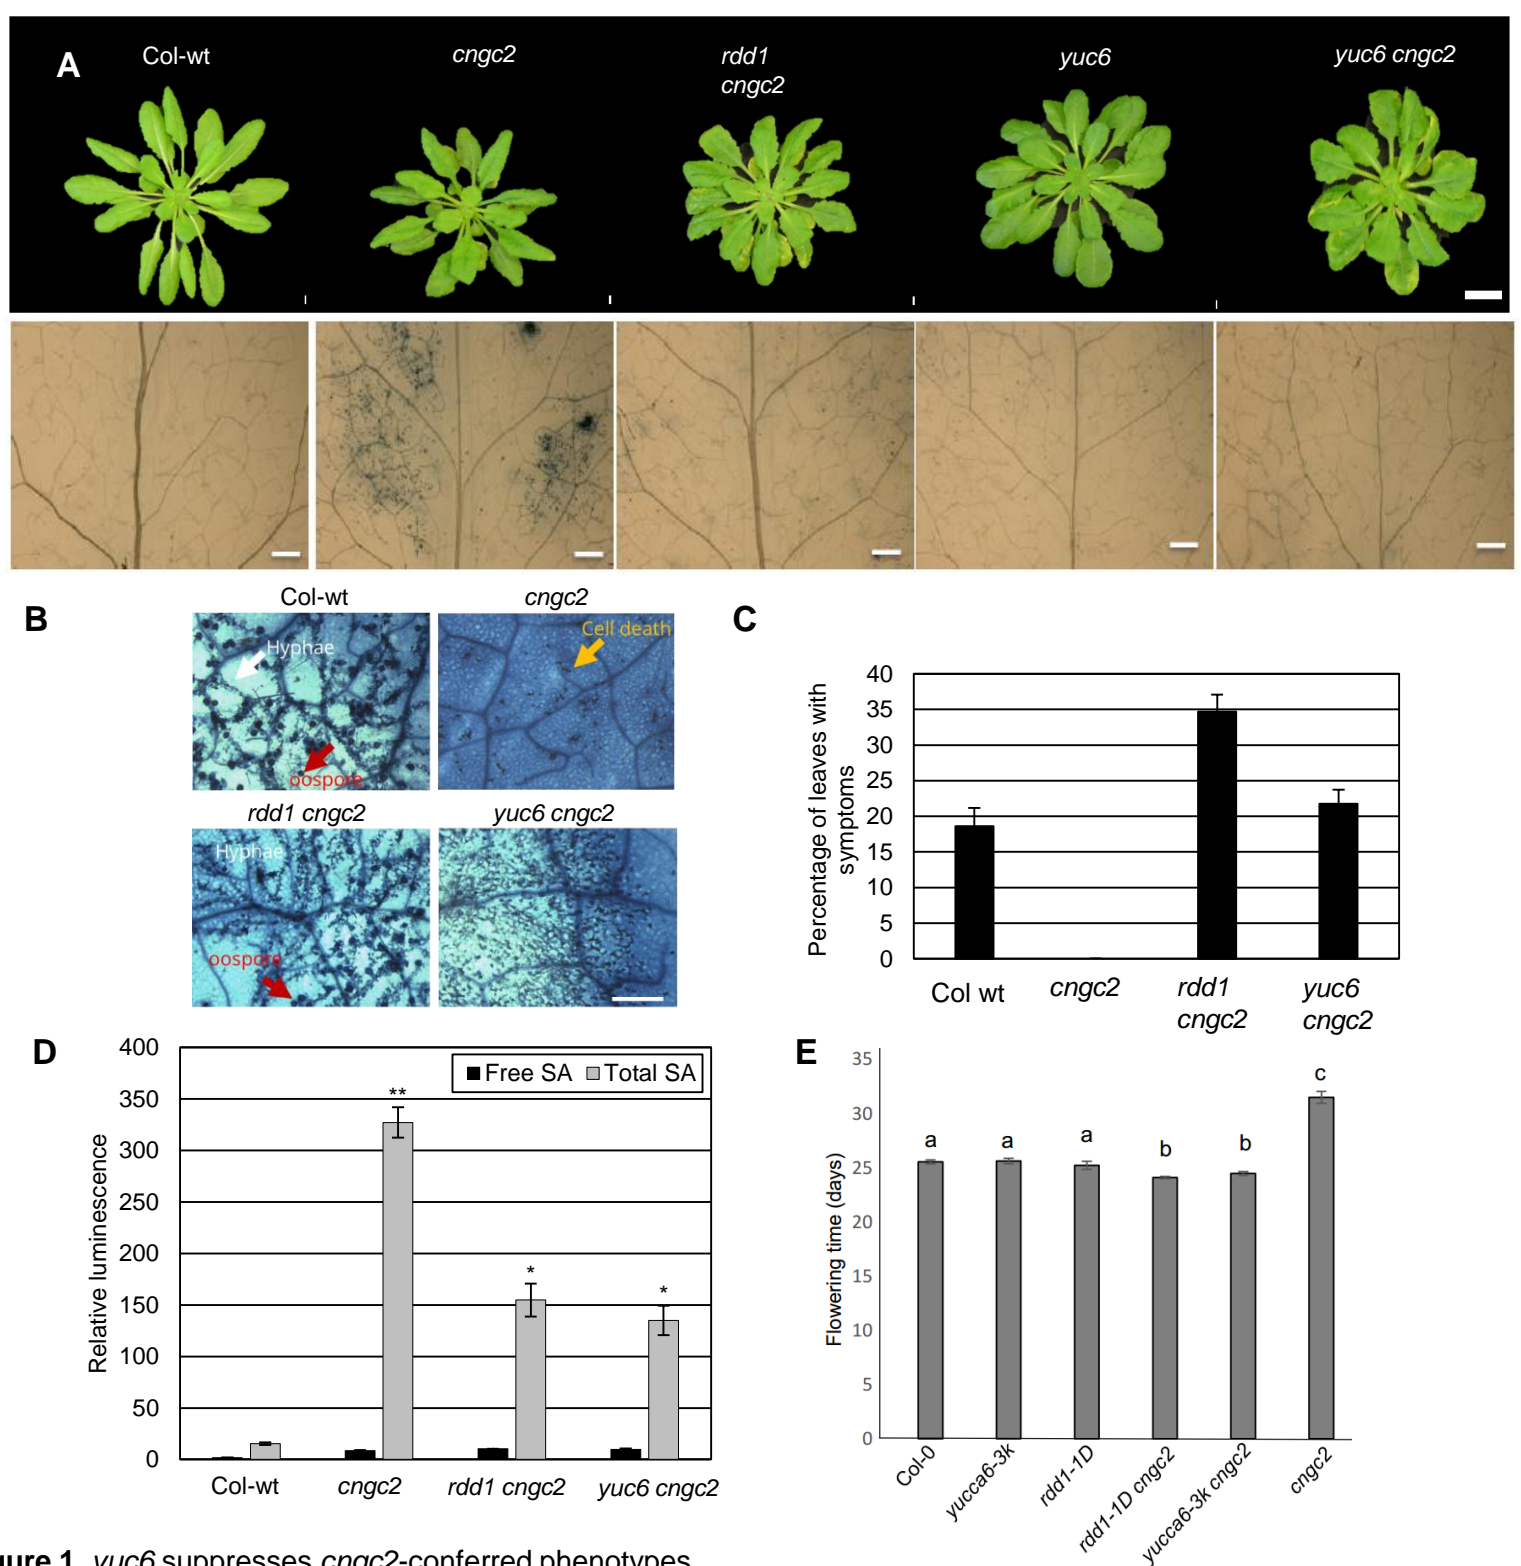 A
Col-wt
cngc2
rdd1
cngc2
yuc6
yuc6 cngc2
B
Col-wt
cngc2
Hyphae
oospore
Cell death
rdd1 cngc2
yuc6 cngc2
Hyphae
oospore
C
Percentage of leaves with
symptoms
40
35
30
25
20
15
10
5
0
Col wt
cngc2
rdd1
cngc2
yuc6
cngc2
D
Relative luminescence
400
350
300
250
200
150
100
50
0
Free SA
Total SA
**
*
*
Col-wt
cngc2
rdd1 cngc2
yuc6 cngc2
E
Flowering time (days)
35
30
25
20
15
10
5
0
a
a
a
b
b
c
Col-0
yucca6-3k
rdd1-1D
rdd1-1D cngc2
yucca6-3k cngc2
cngc2
gure 1. yuc6 suppresses cngc2-conferred phenotypes